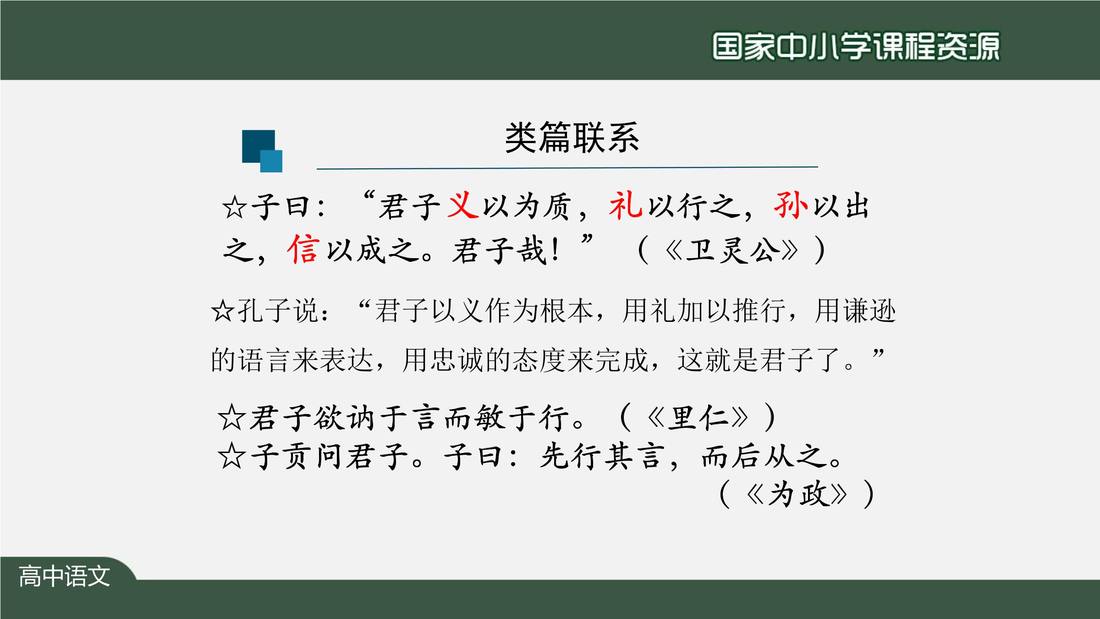 国家中小学课程资源
类篇联系
☆子曰：“君子义以为质，礼以行之，孙以出
之，信以成之。君子哉！” （《卫灵公》）
☆孔子说：“君子以义作为根本，用礼加以推行，用谦逊
的语言来表达，用忠诚的态度来完成，这就是君子了。”
☆君子欲讷于言而敏于行。（《里仁》）
☆子贡问君子。子曰：先行其言，而后从之。
（《为政》）
高中语文